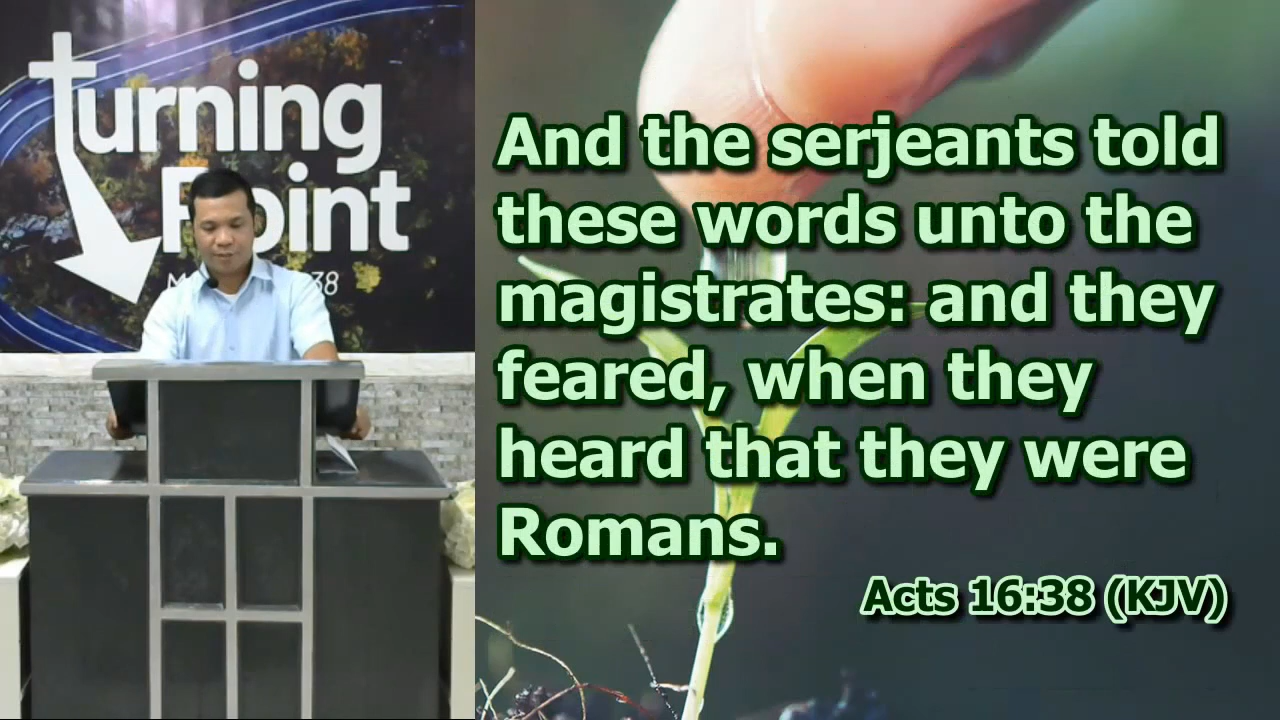 turning
Point
38
And the serjeants told
these words unto the
magistrates: and they
feared, when they
heard that they were
Romans.
Acts 16:38 (KJV)